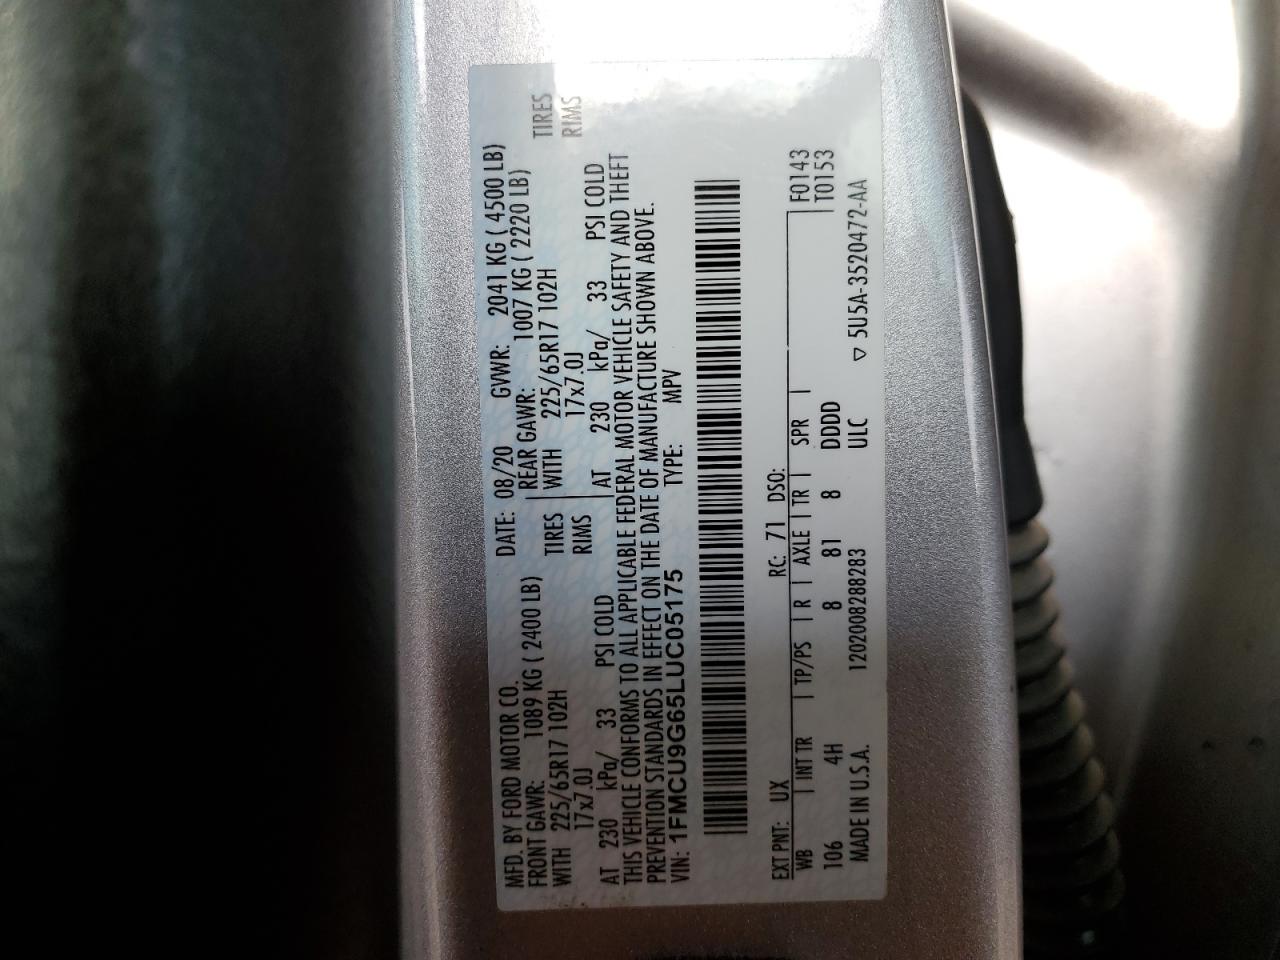 MFD. BY FORD MOTOR CO. DATE: 08/20 GVWR: 2041 KG ( 4500 LB)
FRONT GAWR: 1089 KG ( 2400 LB) REAR GAWR: 1007 KG ( 2220 LB)
WITH 225/65R17 102H TIRES WITH 225/65R17 102H TIRES
17x7.0J RIMS 17x7.0J RIMS
AT 230 kPa/ 33 PSI COLD AT 230 kPa/ 33 PSI COLD
THIS VEHICLE CONFORMS TO ALL APPLICABLE FEDERAL MOTOR VEHICLE SAFETY AND THEFT
PREVENTION STANDARDS IN EFFECT ON THE DATE OF MANUFACTURE SHOWN ABOVE.
VIN: 1FMCU9G65LUC05175 TYPE: MPV
EXT PNT: UX RC: 71 DSO:
WB INT TR TP/PS R AXLE TR SPR F0143
106 4H 8 81 8 DDDD T0153
MADE IN U.S.A. 12020082882​83 ULC ▽ 5U5A-3520472-AA